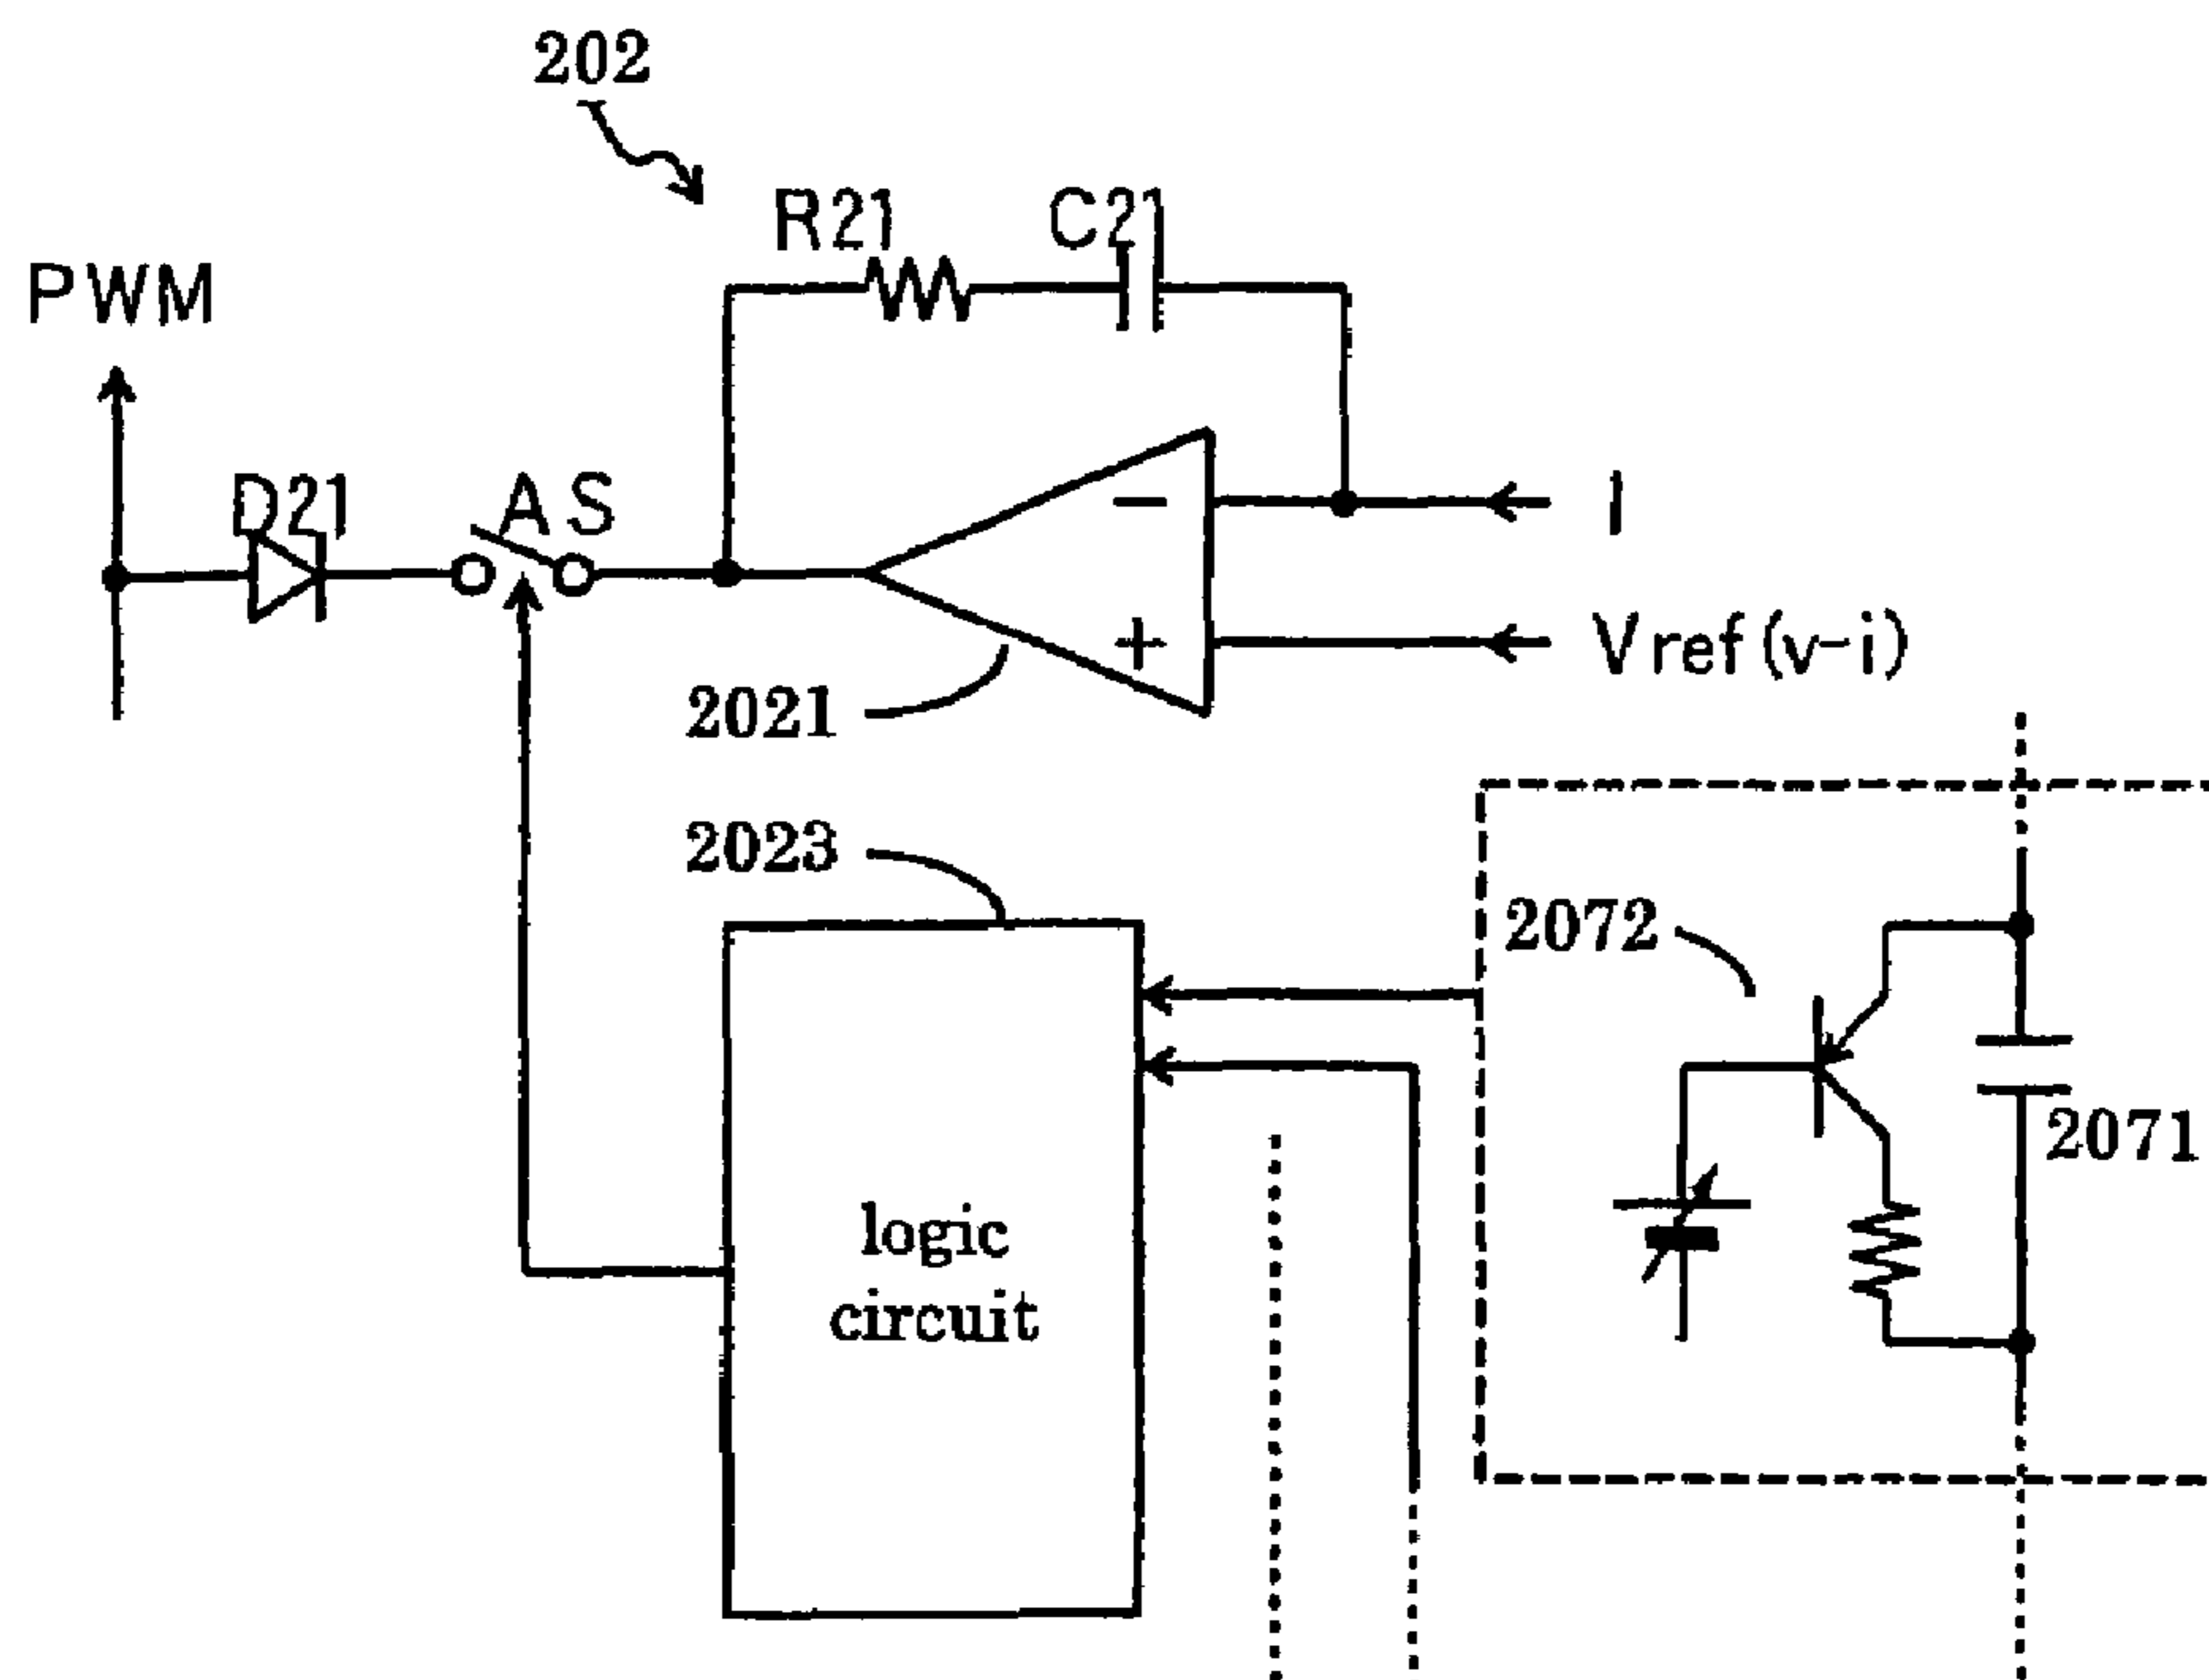 202
R21
C21
PWM
D21
AS
−
I
+
Vref(v-i)
2021
2023
2072
2071
logic
circuit